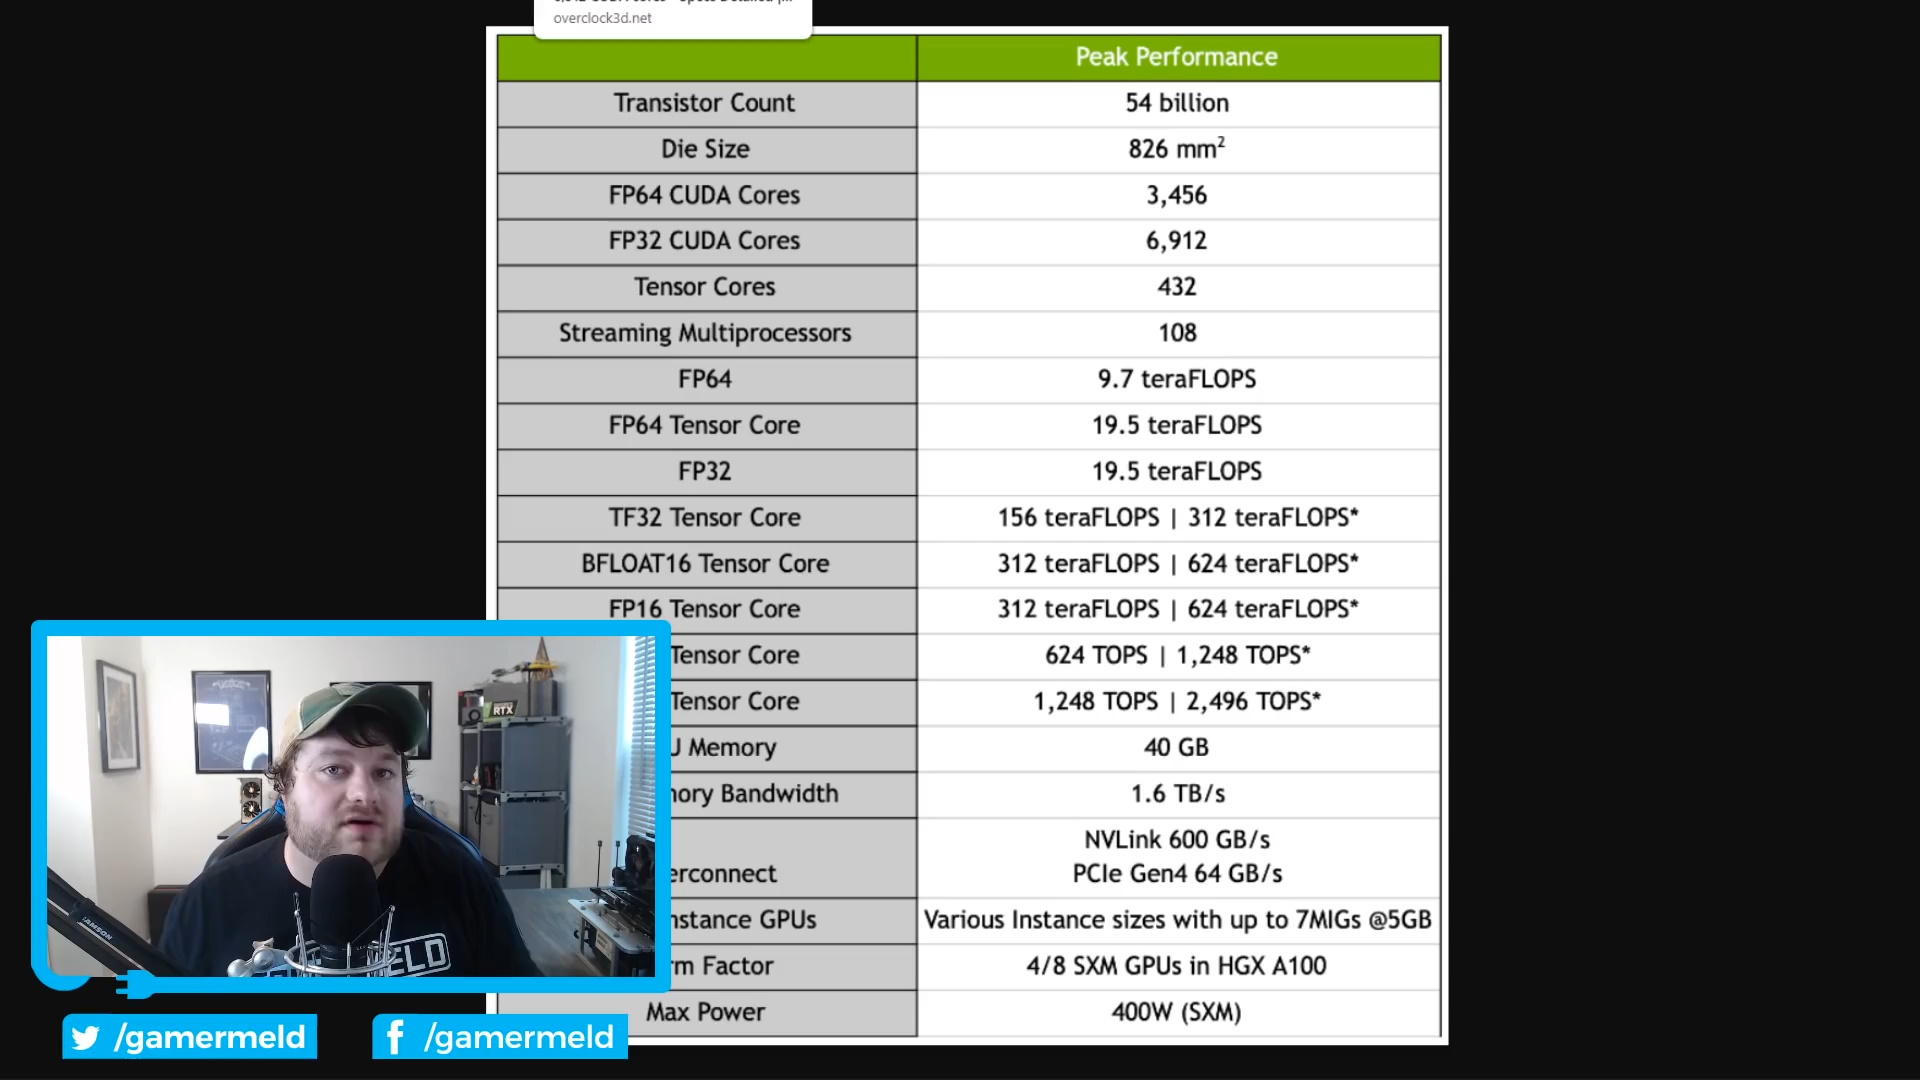 overclock3d.net
Peak Performance
Transistor Count 54 billion
Die Size 826 mm²
FP64 CUDA Cores 3,456
FP32 CUDA Cores 6,912
Tensor Cores 432
Streaming Multiprocessors 108
FP64 9.7 teraFLOPS
FP64 Tensor Core 19.5 teraFLOPS
FP32 19.5 teraFLOPS
TF32 Tensor Core 156 teraFLOPS | 312 teraFLOPS*
BFLOAT16 Tensor Core 312 teraFLOPS | 624 teraFLOPS*
FP16 Tensor Core 312 teraFLOPS | 624 teraFLOPS*
Tensor Core 624 TOPS | 1,248 TOPS*
Tensor Core 1,248 TOPS | 2,496 TOPS*
Memory 40 GB
Bandwidth 1.6 TB/s
NVLink 600 GB/s
PCIe Gen4 64 GB/s
GPUs Various Instance sizes with up to 7MIGs @5GB
Factor 4/8 SXM GPUs in HGX A100
Max Power 400W (SXM)
RTX
SAMSON
/gamermeld
/gamermeld